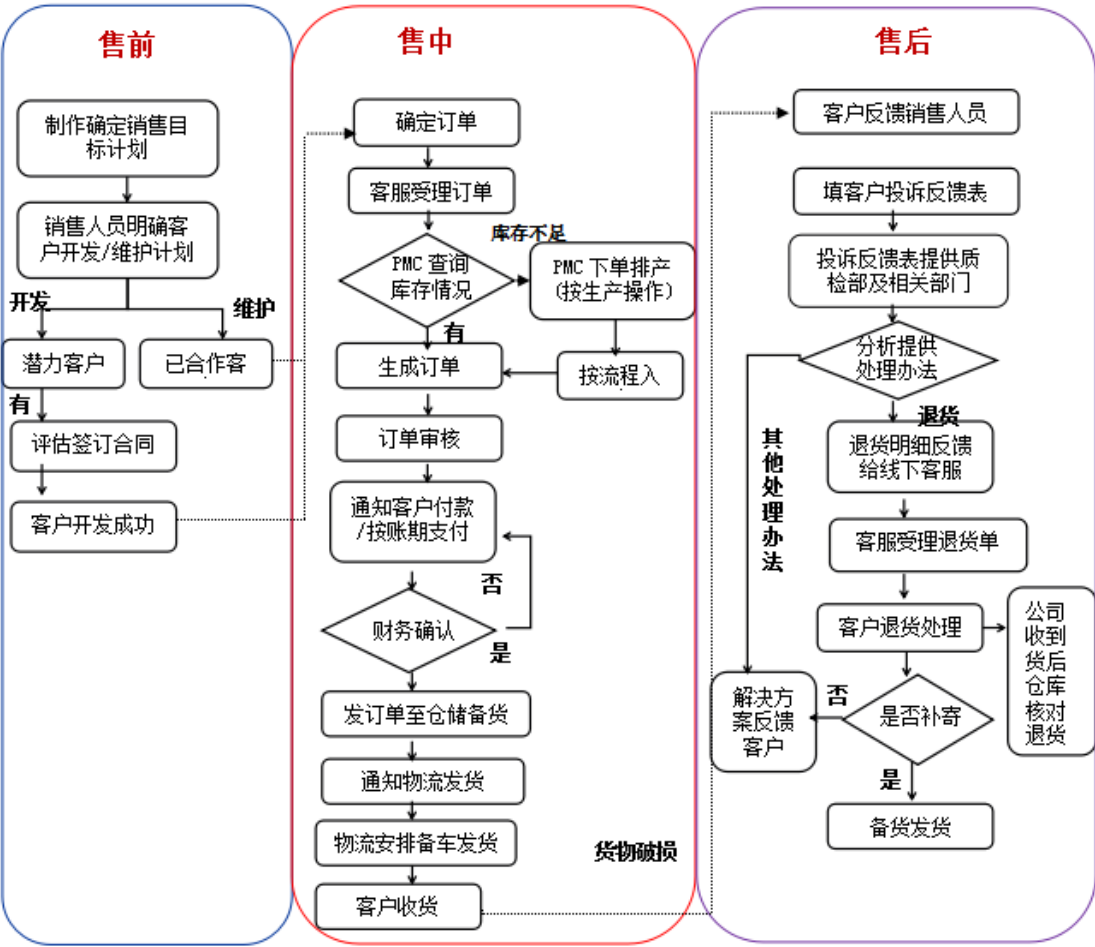 售前
制作确定销售目
标计划
销售人员明确客
户开发/维护计划
开发
维护
潜力客户
已合作客
有
评估签订合同
客户开发成功
售中
确定订单
客服受理订单
库存不足
PMC 查询
库存情况
PMC 下单排产
（按生产操作）
有
生成订单
按流程入
订单审核
通知客户付款
/按账期支付
否
财务确认
是
发订单至仓储备货
通知物流发货
物流安排备车发货
货物破损
客户收货
售后
客户反馈销售人员
填客户投诉反馈表
投诉反馈表提供质
检部及相关部门
分析提供
处理办法
退货
其他处理办法
退货明细反馈
给线下客服
客服受理退货单
客户退货处理
公司
收到
货后
仓库
核对
退货
是否补寄
否
解决方
案反馈
客户
是
备货发货